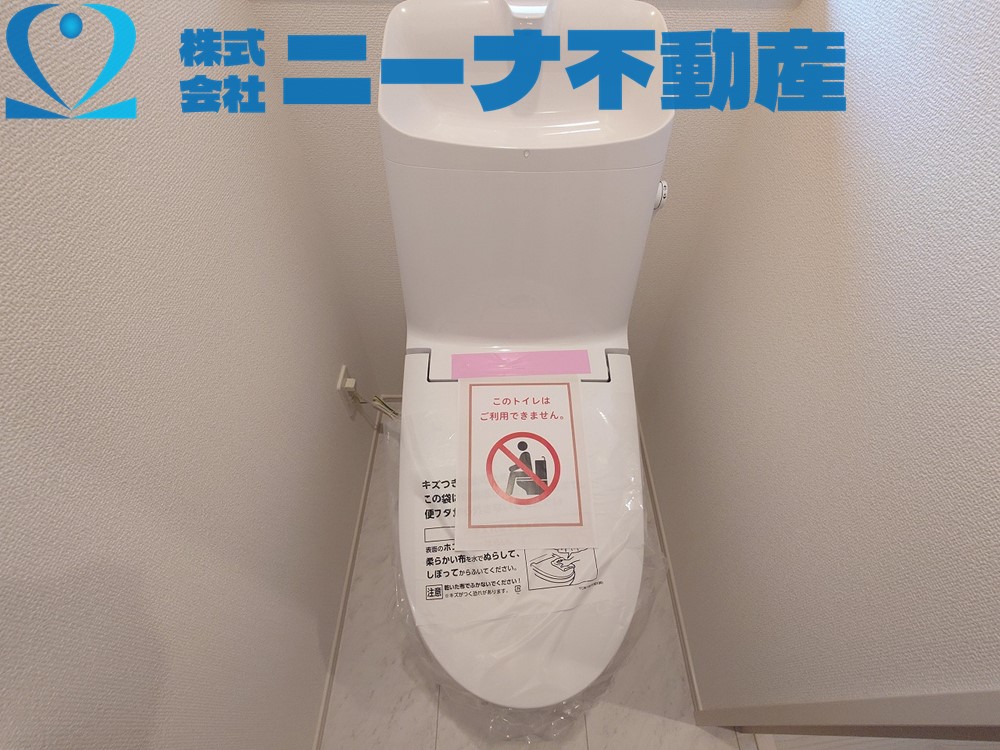 株式
会社
ニーナ不動産
このトイレは
ご利用できません。
キズつき
この袋は
便フタ
表面のホコ
柔らかい布を水でぬらして、
しぼってからふいてください。
注意
乾いた布でふかないでください!
※キズがつく恐れがあります。